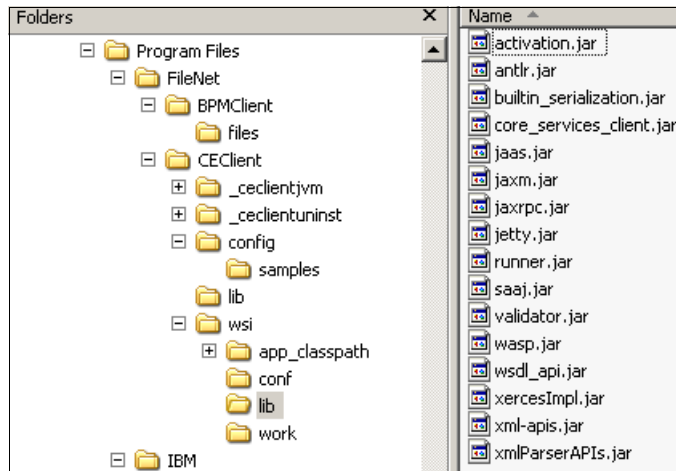 Folders
Program Files
FileNet
BPMClient
files
CEClient
_ceclientjvm
_ceclientuninst
config
samples
lib
wsi
app_classpath
conf
lib
work
IBM
Name
activation.jar
antlr.jar
builtin_serialization.jar
core_services_client.jar
jaas.jar
jaxm.jar
jaxrpc.jar
jetty.jar
runner.jar
saaj.jar
validator.jar
wasp.jar
wsdl_api.jar
xercesImpl.jar
xml-apis.jar
xmlParserAPIs.jar